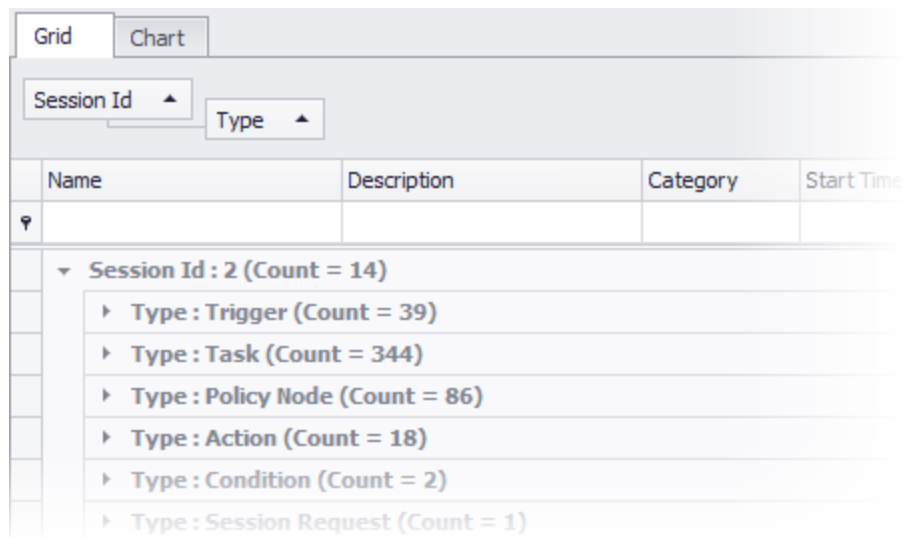 Grid Chart
Session Id
Type
Name Description Category Start Time
Session Id : 2 (Count = 14)
Type : Trigger (Count = 39)
Type : Task (Count = 344)
Type : Policy Node (Count = 86)
Type : Action (Count = 18)
Type : Condition (Count = 2)
Type : Session Request (Count = 1)